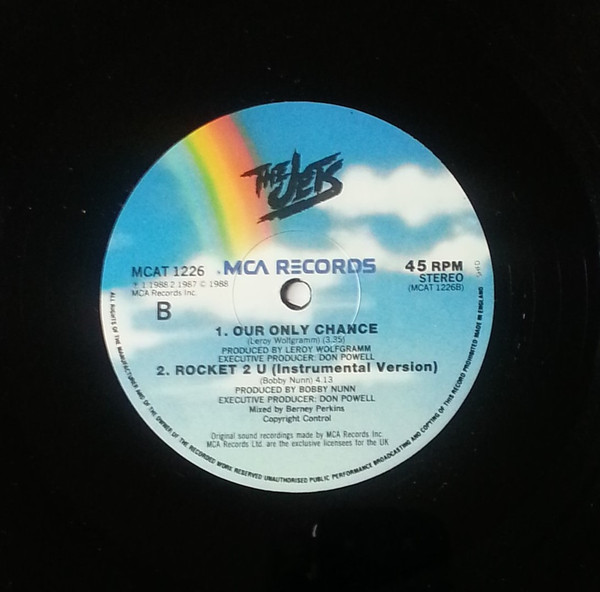 THE JETS
MCAT 1226
MCA RECORDS
45 RPM
STEREO
(MCAT 1226B)
℗ 1.1988 2.1987 © 1988
MCA Records Inc.
B
1. OUR ONLY CHANCE
(Leroy Wolfgramm) (3.35)
PRODUCED BY LEROY WOLFGRAMM
EXECUTIVE PRODUCER: DON POWELL
2. ROCKET 2 U (Instrumental Version)
(Bobby Nunn) 4.13
PRODUCED BY BOBBY NUNN
EXECUTIVE PRODUCER: DON POWELL
Mixed by Berney Perkins
Copyright Control
Original sound recordings made by MCA Records Inc.
MCA Records Ltd. are the exclusive licensees for the UK
ALL RIGHTS OF THE MANUFACTURER AND OF THE OWNER OF THE RECORDED WORK RESERVED UNAUTHORISED PUBLIC PERFORMANCE BROADCASTING AND COPYING OF THIS RECORD PROHIBITED MADE IN ENGLAND